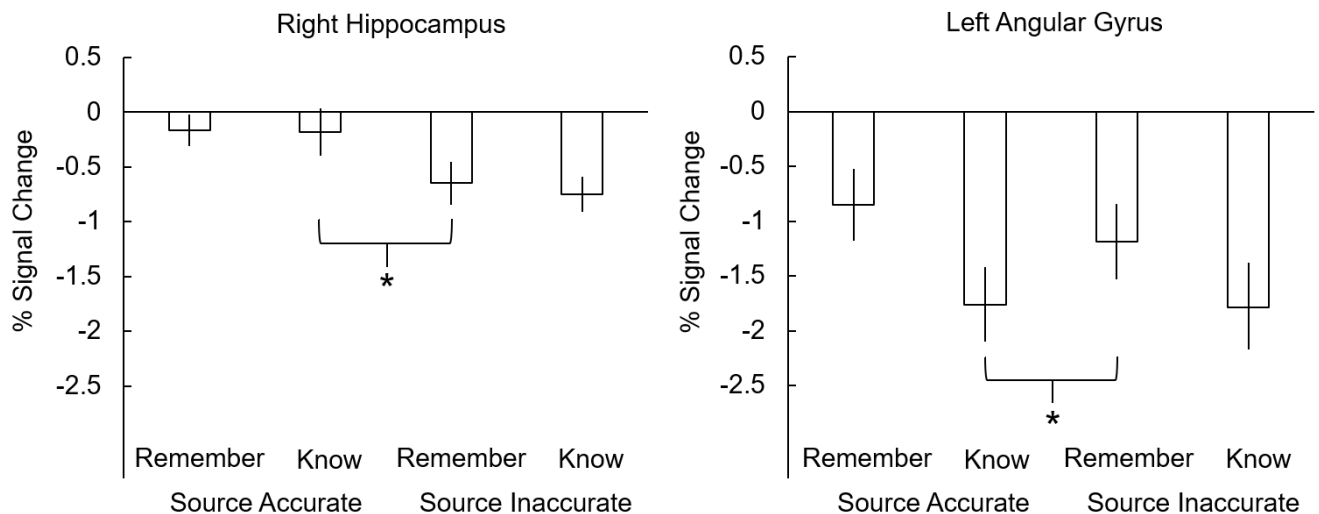 Right Hippocampus
% Signal Change
0.5
0
-0.5
-1
-1.5
-2
-2.5
*
Remember Know Remember Know
Source Accurate Source Inaccurate
Left Angular Gyrus
% Signal Change
0.5
0
-0.5
-1
-1.5
-2
-2.5
*
Remember Know Remember Know
Source Accurate Source Inaccurate